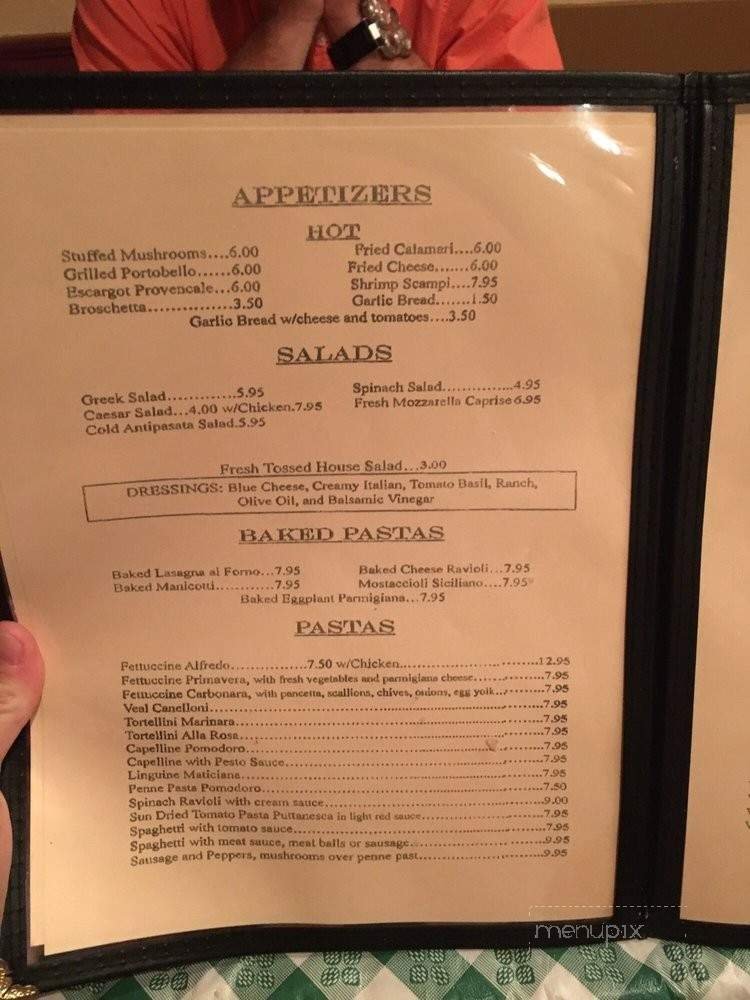 APPETIZERS
HOT
Stuffed Mushrooms....6.00
Grilled Portobello......6.00
Escargot Provencale...6.00
Broschetta...............3.50
Fried Calamari....6.00
Fried Cheese.......6.00
Shrimp Scampi....7.95
Garlic Bread.......1.50
Garlic Bread w/cheese and tomatoes....3.50
SALADS
Greek Salad.............5.95
Caesar Salad...4.00 w/Chicken.7.95
Cold Antipasata Salad.5.95
Spinach Salad...............4.95
Fresh Mozzarella Caprise 6.95
Fresh Tossed House Salad...3.00
DRESSINGS: Blue Cheese, Creamy Italian, Tomato Basil, Ranch,
Olive Oil, and Balsamic Vinegar
BAKED PASTAS
Baked Lasagna al Forno...7.95
Baked Manicotti............7.95
Baked Cheese Ravioli...7.95
Mostaccioli Siciliano....7.95
Baked Eggplant Parmigiana...7.95
PASTAS
Fettuccine Alfredo...............7.50 w/Chicken.............................12.95
Fettuccine Primavera, with fresh vegetables and parmigiana cheese...........7.95
Fettuccine Carbonara, with pancetta, scallions, chives, onions, egg yolk...........7.95
Veal Canelloni.............................................7.95
Tortellini Marinara.............................................7.95
Tortellini Alla Rosa.............................................7.95
Capelline Pomodoro.............................................7.95
Capelline with Pesto Sauce.............................................7.95
Linguine Maticiana.............................................7.95
Penne Pasta Pomodoro.............................................7.50
Spinach Ravioli with cream sauce.............................................9.00
Sun Dried Tomato Pasta Puttanesca in light red sauce..............................7.95
Spaghetti with tomato sauce.............................................7.95
Spaghetti with meat sauce, meat balls or sausage..............................9.95
Sausage and Peppers, mushrooms over penne past..............................9.95
menupix